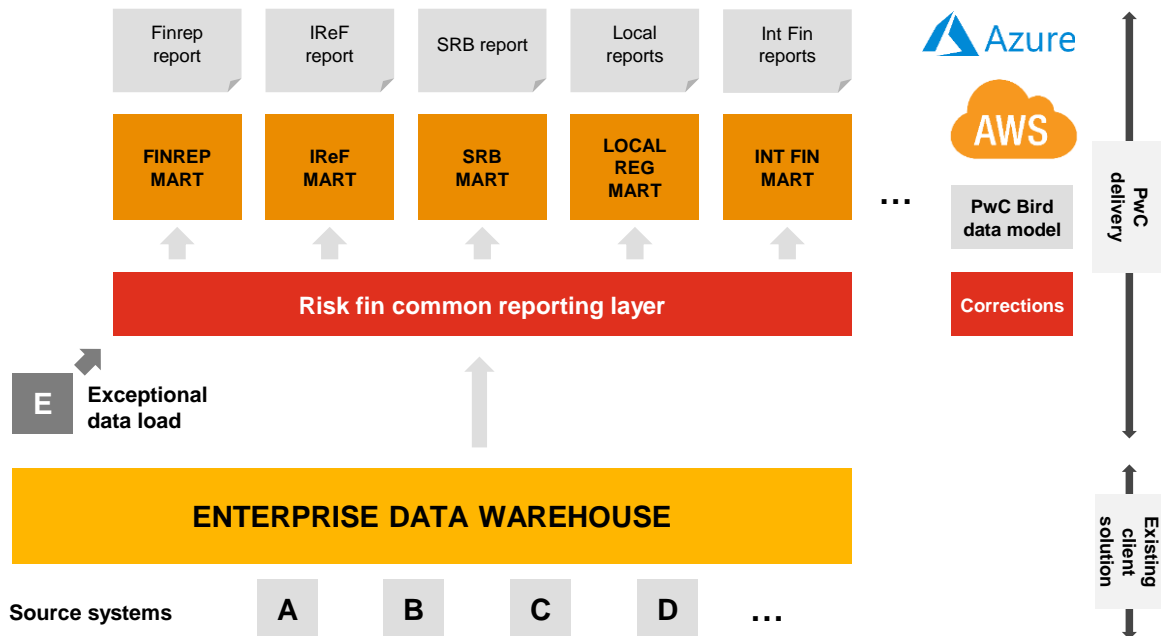 Finrep
report
IReF
report
SRB report
Local
reports
Int Fin
reports
Azure
AWS
FINREP
MART
IReF
MART
SRB
MART
LOCAL
REG
MART
INT FIN
MART
...
PwC Bird
data model
PwC
delivery
Risk fin common reporting layer
Corrections
E
Exceptional
data load
ENTERPRISE DATA WAREHOUSE
Existing
client
solution
Source systems
A
B
C
D
...